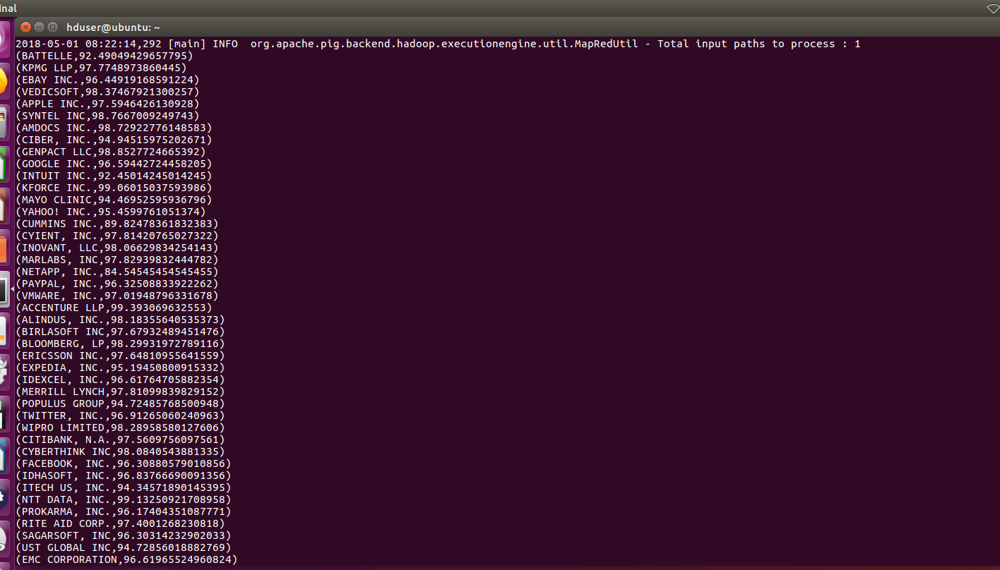 inal
hduser@ubuntu: ~
2018-05-01 08:22:14,292 [main] INFO  org.apache.pig.backend.hadoop.executionengine.util.MapRedUtil - Total input paths to process : 1
(BATTELLE,92.49049429657795)
(KPMG LLP,97.7748973860445)
(EBAY INC.,96.44919168591224)
(VEDICSOFT,98.37467921300257)
(APPLE INC.,97.5946426130928)
(SYNTEL INC,98.7667009249743)
(AMDOCS INC.,98.72922776148583)
(CIBER, INC.,94.94515975202671)
(GENPACT LLC,98.8527724665392)
(GOOGLE INC.,96.59442724458205)
(INTUIT INC.,92.45014245014245)
(KFORCE INC.,99.06015037593986)
(MAYO CLINIC,94.46952595936796)
(YAHOO! INC.,95.4599761051374)
(CUMMINS INC.,89.82478361832383)
(CYIENT, INC.,97.81420765027322)
(INOVANT, LLC,98.06629834254143)
(MARLABS, INC,97.82939832444782)
(NETAPP, INC.,84.54545454545455)
(PAYPAL, INC.,96.32508833922262)
(VMWARE, INC.,97.01948796331678)
(ACCENTURE LLP,99.393069632553)
(ALINDUS, INC.,98.18355640535373)
(BIRLASOFT INC,97.67932489451476)
(BLOOMBERG, LP,98.29931972789116)
(ERICSSON INC.,97.64810955641559)
(EXPEDIA, INC.,95.19450800915332)
(IDEXCEL, INC.,96.61764705882354)
(MERRILL LYNCH,97.81099839829152)
(POPULUS GROUP,94.72485768500948)
(TWITTER, INC.,96.91265060240963)
(WIPRO LIMITED,98.28958580127606)
(CITIBANK, N.A.,97.5609756097561)
(CYBERTHINK INC,98.0840543881335)
(FACEBOOK, INC.,96.30880579010856)
(IDHASOFT, INC.,96.83766690091356)
(ITECH US, INC.,94.34571890145395)
(NTT DATA, INC.,99.13250921708958)
(PROKARMA, INC.,96.17404351087771)
(RITE AID CORP.,97.4001268230818)
(SAGARSOFT, INC,96.30314232902033)
(UST GLOBAL INC,94.72856018882769)
(EMC CORPORATION,96.61965524960824)